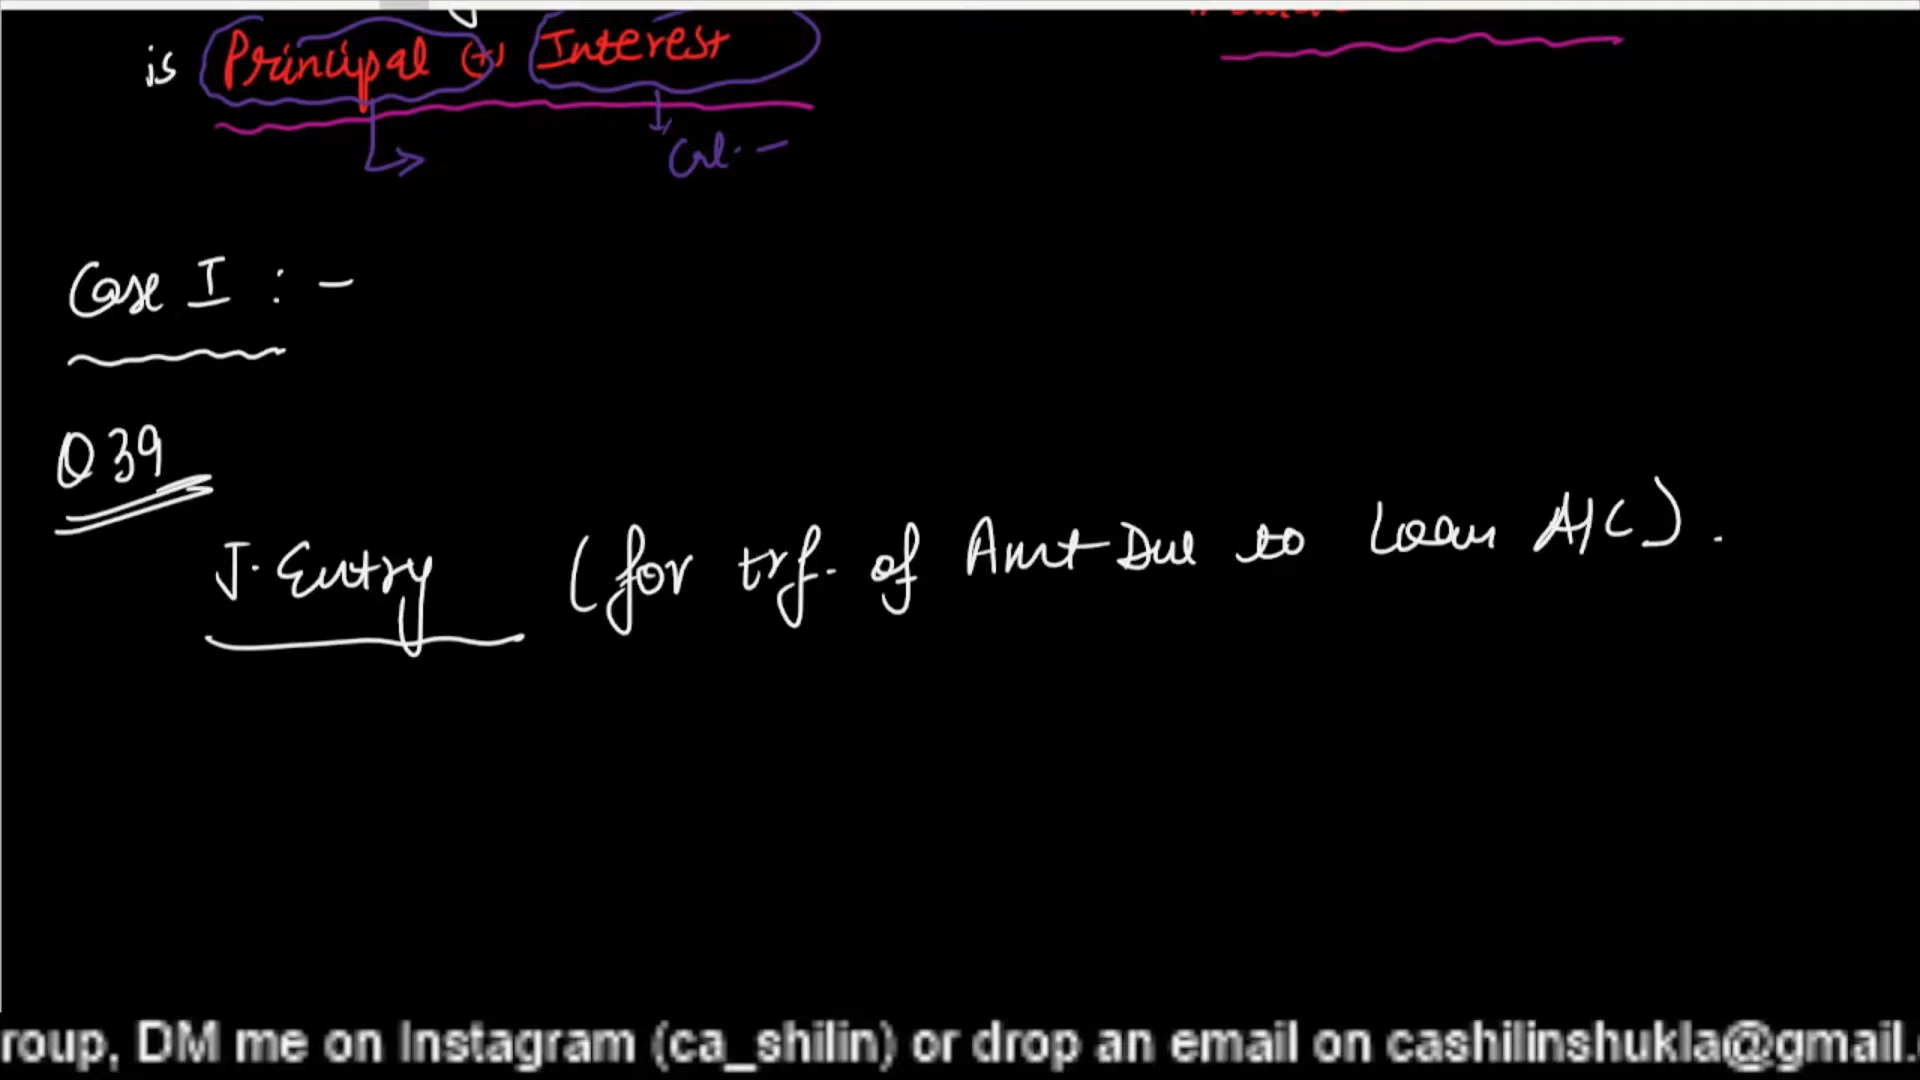 is Principal (+) Interest
Cal. -
Case I : -
Q 39
J. Entry (for trf. of Amt Due to Loan A/C).
roup, DM me on Instagram (ca_shilin) or drop an email on cashilinshukla@gmail.